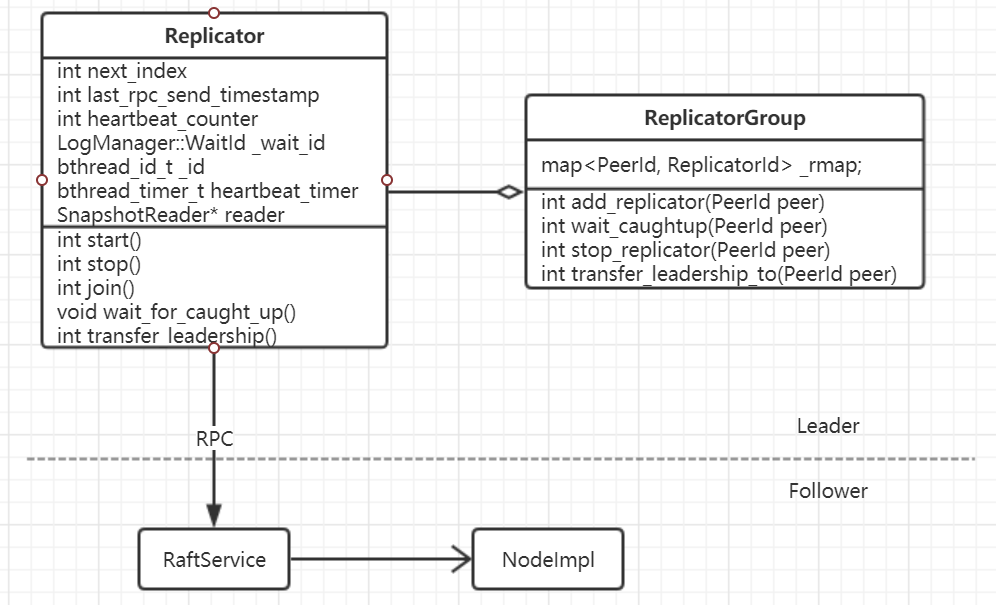 Replicator
int next_index
int last_rpc_send_timestamp
int heartbeat_counter
LogManager::WaitId _wait_id
bthread_id_t _id
bthread_timer_t heartbeat_timer
SnapshotReader* reader
int start()
int stop()
int join()
void wait_for_caught_up()
int transfer_leadership()
ReplicatorGroup
map<PeerId, ReplicatorId> _rmap;
int add_replicator(PeerId peer)
int wait_caughtup(PeerId peer)
int stop_replicator(PeerId peer)
int transfer_leadership_to(PeerId peer)
RPC
Leader
Follower
RaftService
NodeImpl